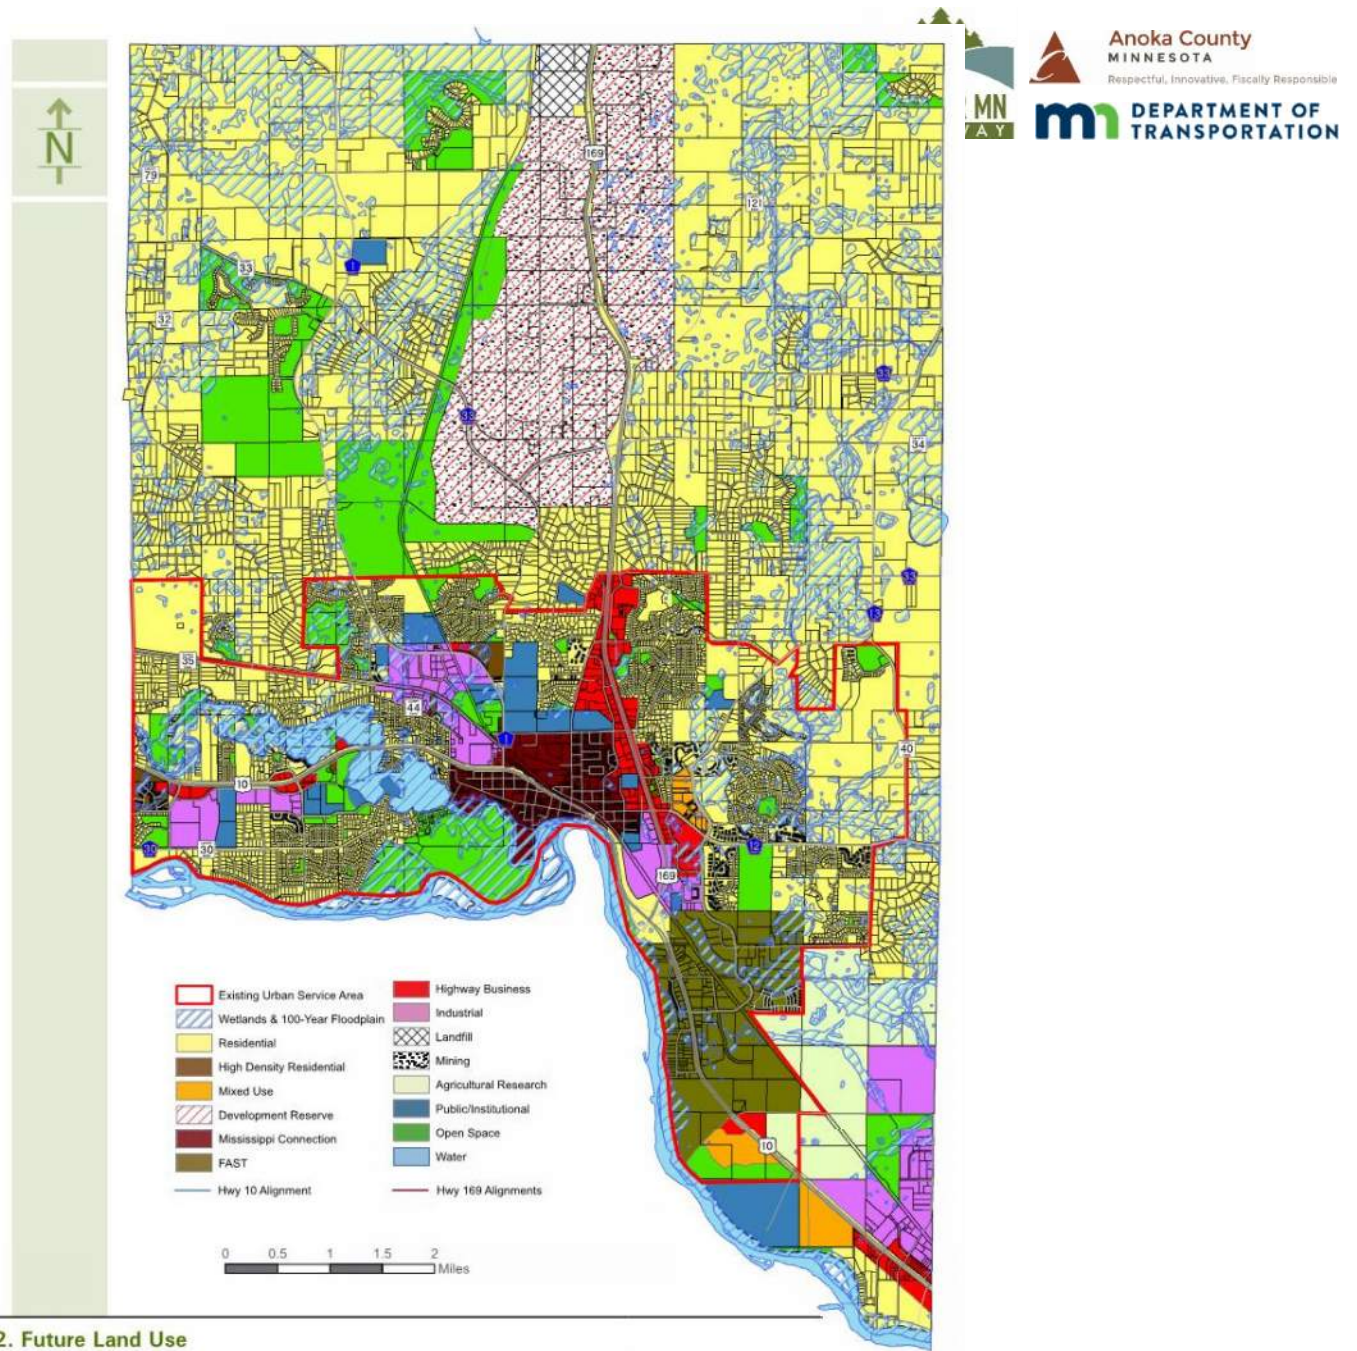 Anoka County
MINNESOTA
Respectful, Innovative, Fiscally Responsible
MN
WAY
DEPARTMENT OF
TRANSPORTATION
N
169
79
121
33
1
32
33
33
34
33
13
35
44
1
40
10
30
30
12
169
10
Existing Urban Service Area
Wetlands & 100-Year Floodplain
Residential
High Density Residential
Mixed Use
Development Reserve
Mississippi Connection
FAST
Hwy 10 Alignment
Highway Business
Industrial
Landfill
Mining
Agricultural Research
Public/Institutional
Open Space
Water
Hwy 169 Alignments
0 0.5 1 1.5 2
Miles
2. Future Land Use